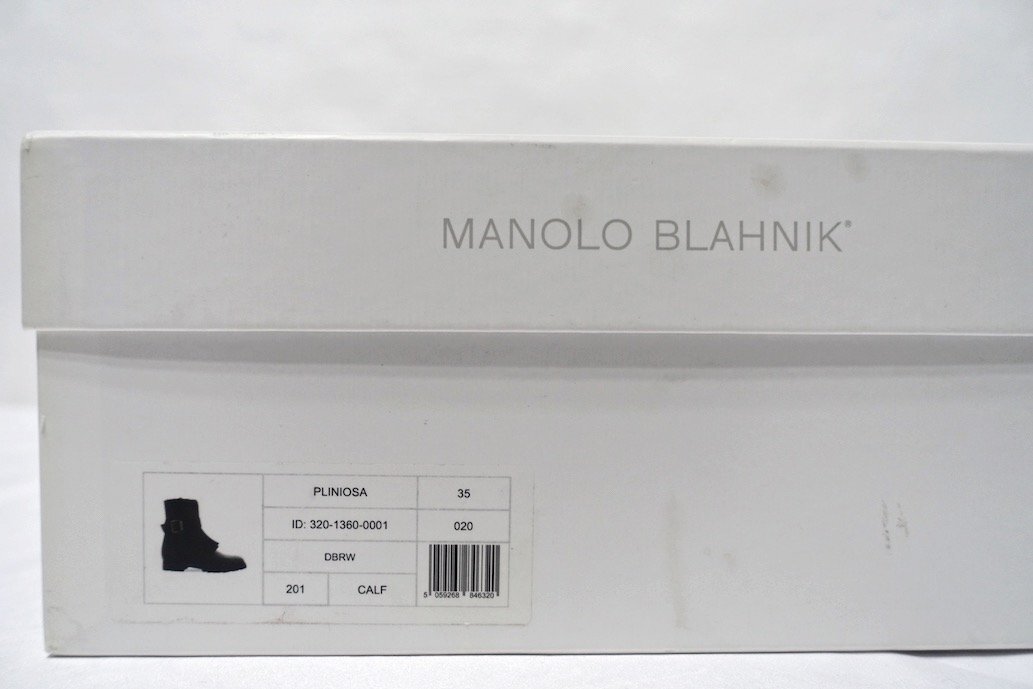 MANOLO BLAHNIK®
PLINIOSA 35
ID: 320-1360-0001 020
DBRW
201 CALF
5 059268 846320